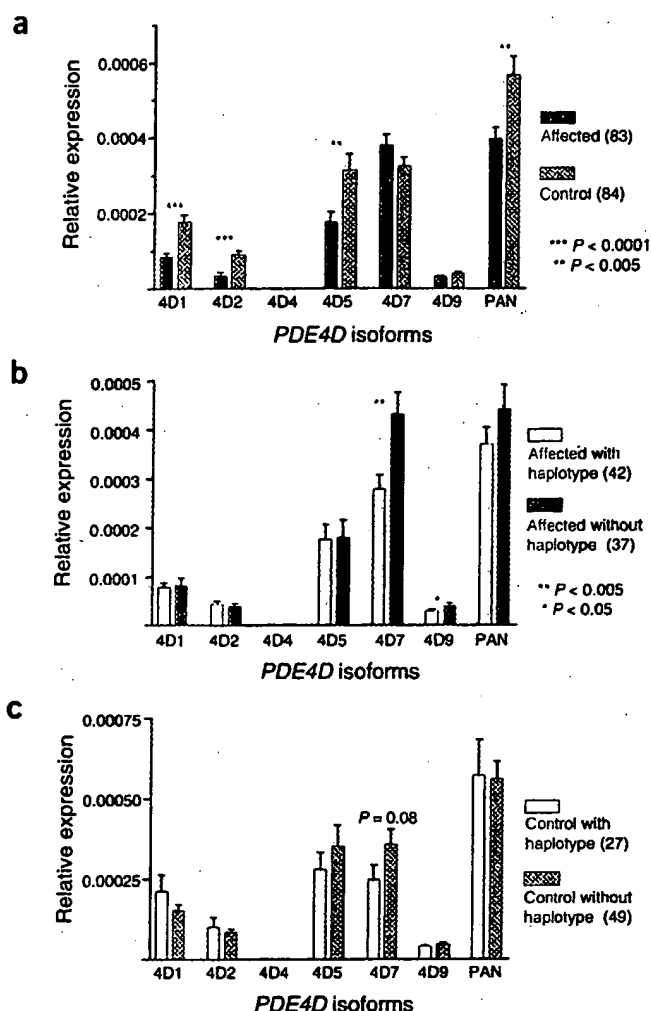 a
Relative expression
0.0006
0.0004
0.0002
***
***
**
**
4D1 4D2 4D4 4D5 4D7 4D9 PAN
PDE4D isoforms
Affected (83)
Control (84)
*** P < 0.0001
** P < 0.005
b
Relative expression
0.0005
0.0004
0.0003
0.0002
0.0001
**
*
4D1 4D2 4D4 4D5 4D7 4D9 PAN
PDE4D isoforms
Affected with
haplotype (42)
Affected without
haplotype (37)
** P < 0.005
* P < 0.05
c
Relative expression
0.00075
0.00050
0.00025
P = 0.08
4D1 4D2 4D4 4D5 4D7 4D9 PAN
PDE4D isoforms
Control with
haplotype (27)
Control without
haplotype (49)